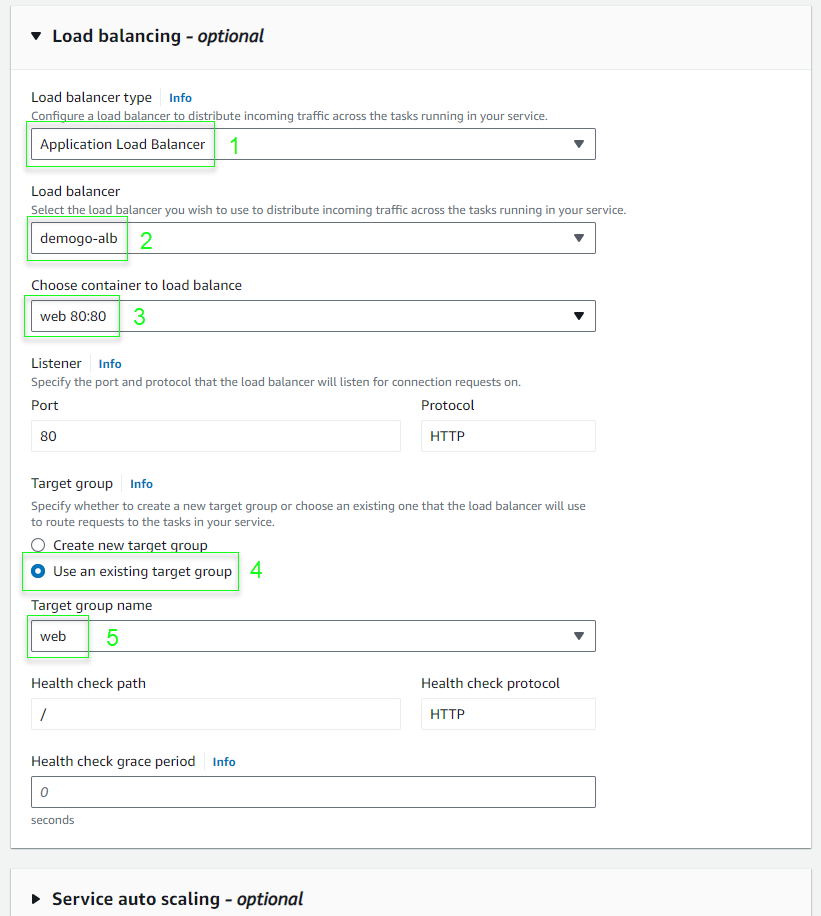 Load balancing - optional
Load balancer type Info
Configure a load balancer to distribute incoming traffic across the tasks running in your service.
Application Load Balancer 1
Load balancer
Select the load balancer you wish to use to distribute incoming traffic across the tasks running in your service.
demogo-alb 2
Choose container to load balance
web 80:80 3
Listener Info
Specify the port and protocol that the load balancer will listen for connection requests on.
Port Protocol
80 HTTP
Target group Info
Specify whether to create a new target group or choose an existing one that the load balancer will use
to route requests to the tasks in your service.
Create new target group
Use an existing target group 4
Target group name
web 5
Health check path Health check protocol
/ HTTP
Health check grace period Info
0
seconds
Service auto scaling - optional